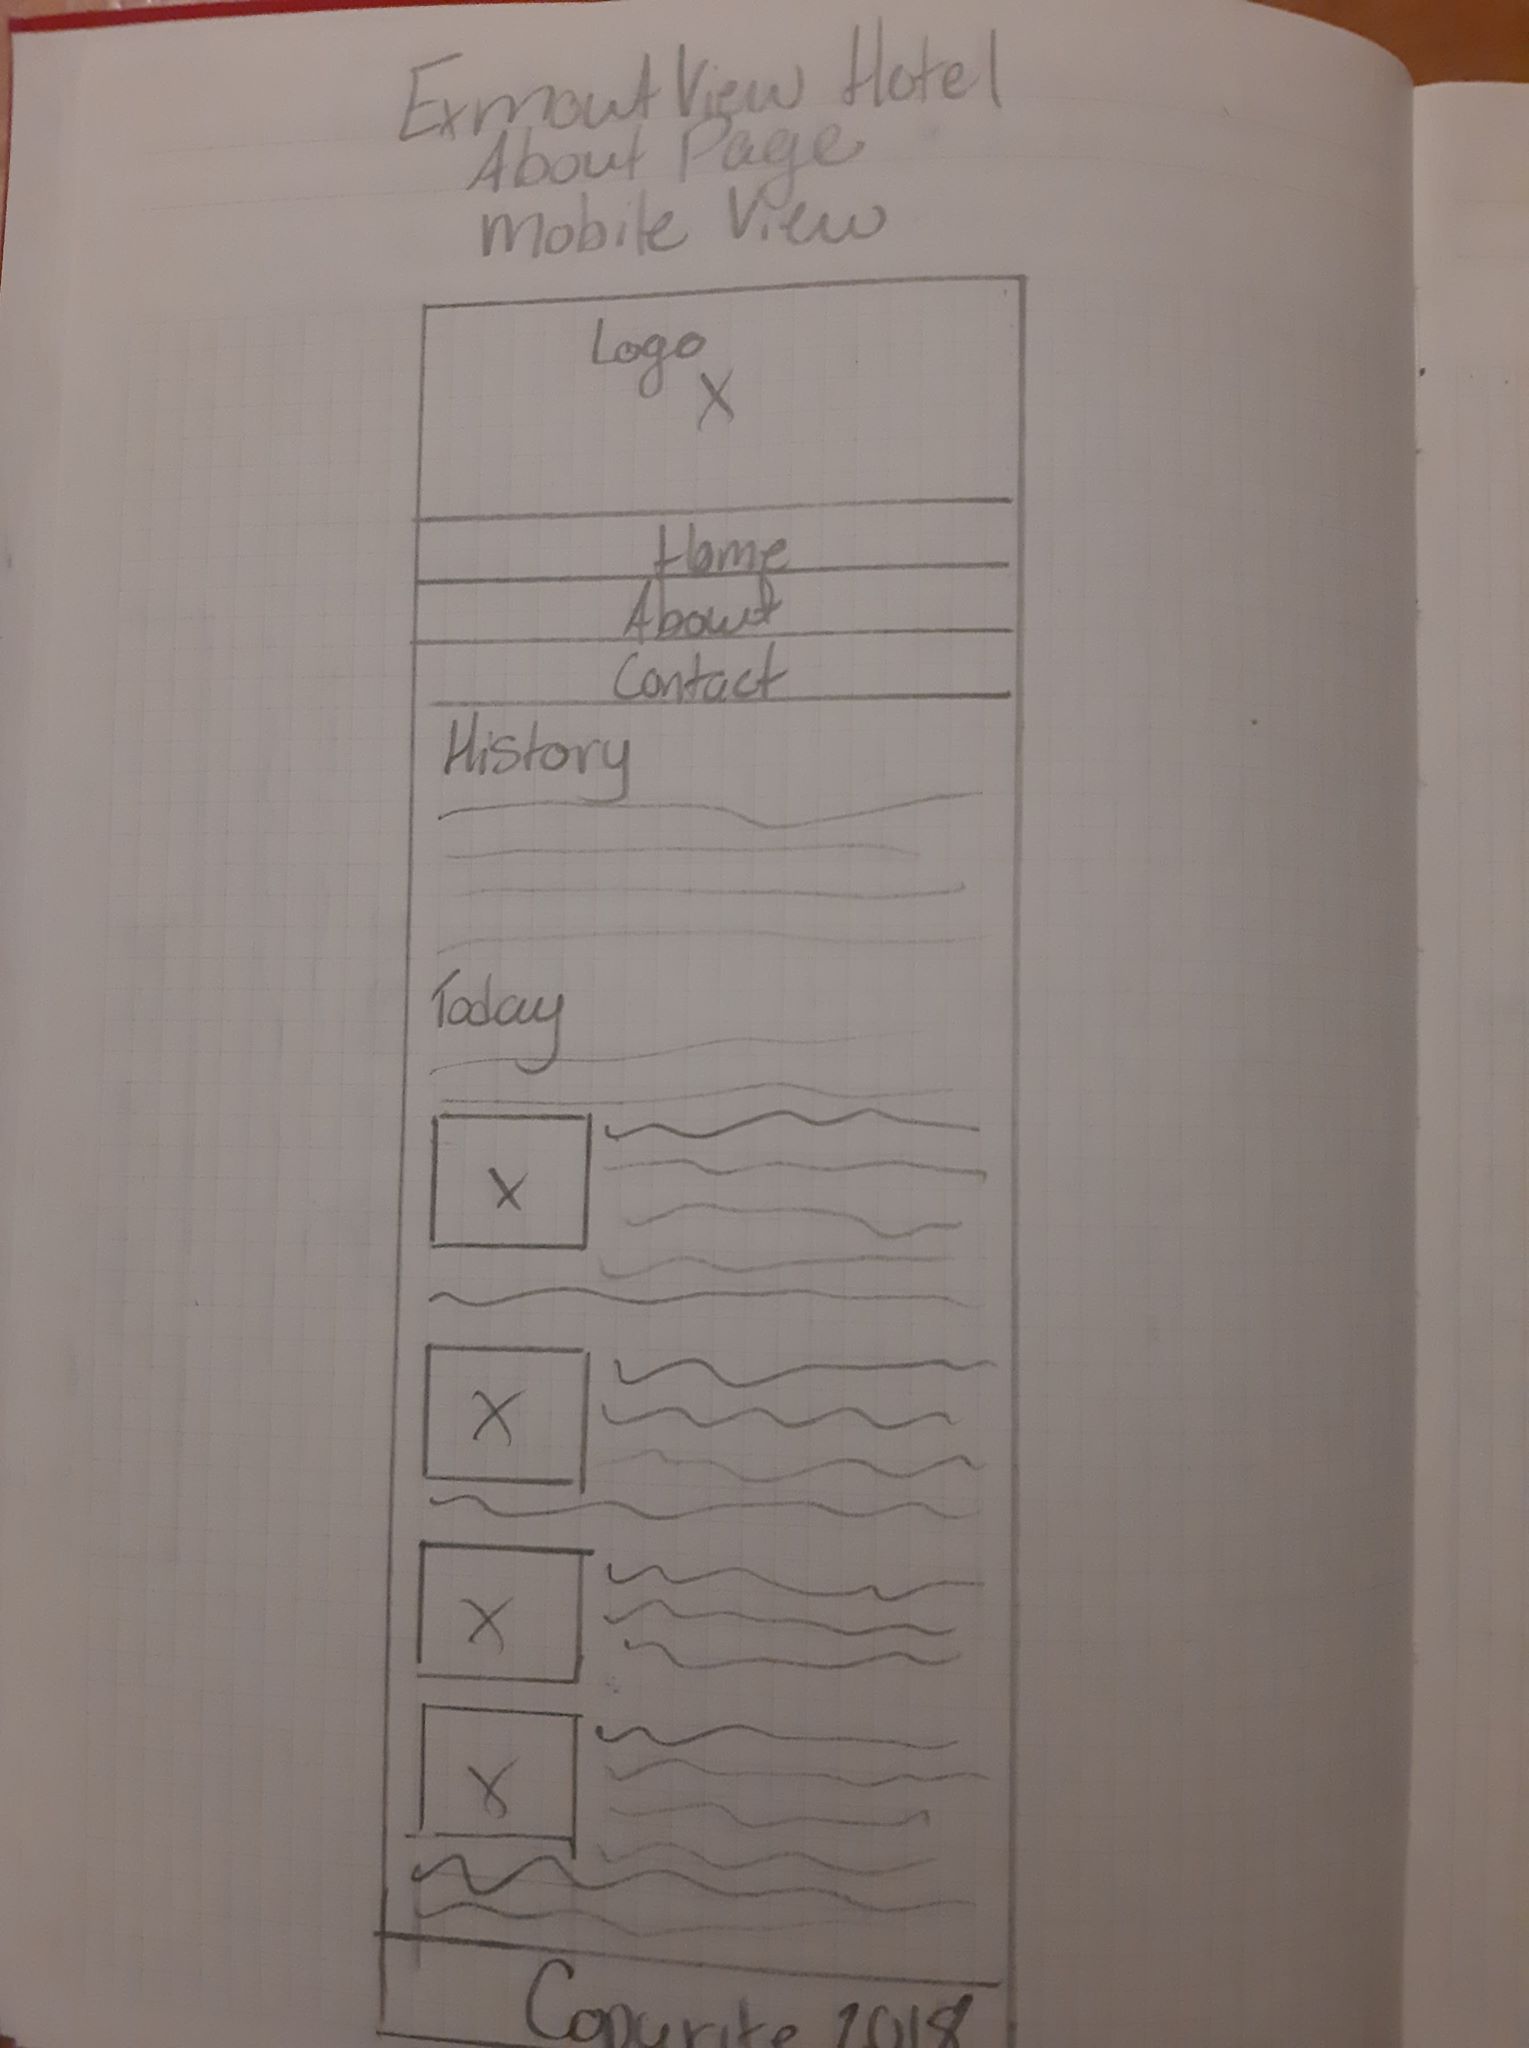 Exmout View Hotel
About Page
Mobile View
Logo
X
Home
About
Contact
History
Today
X
X
X
X
Copyrite 2018